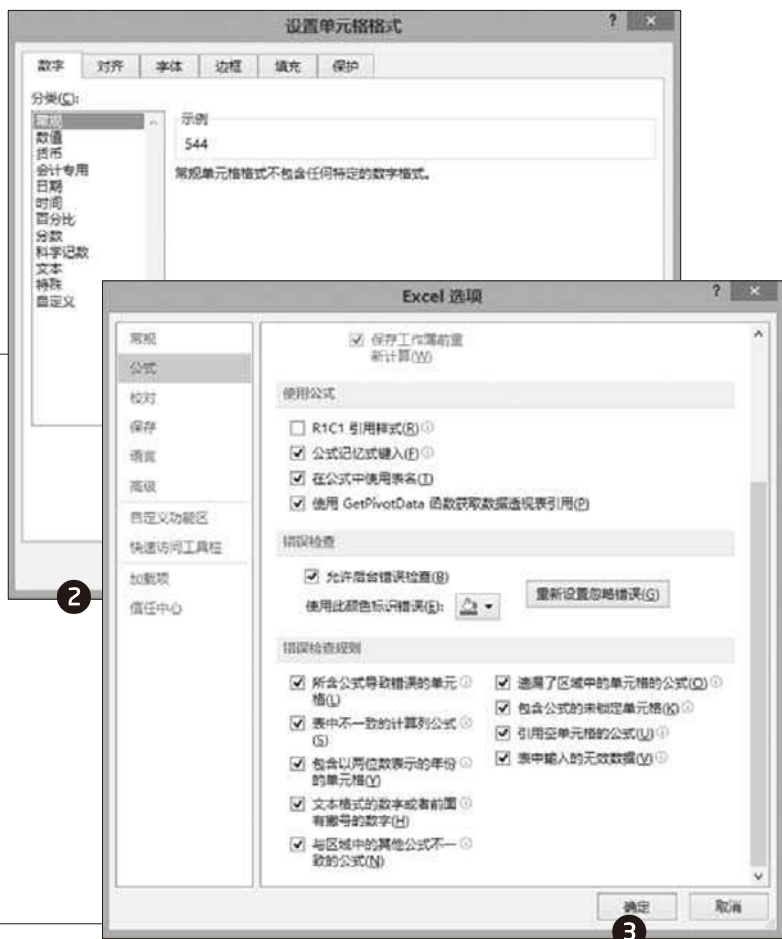 设置单元格格式
?
×
数字 对齐 字体 边框 填充 保护
分类(C):
常规
数值
货币
会计专用
日期
时间
百分比
分数
科学记数
文本
特殊
自定义
示例
544
常规单元格格式不包含任何特定的数字格式。
2
Excel 选项
?
×
常规
公式
校对
保存
语言
高级
自定义功能区
快速访问工具栏
加载项
信任中心
保存工作簿前重
新计算(W)
使用公式
R1C1 引用样式(R)
公式记忆式键入(F)
在公式中使用表名(T)
使用 GetPivotData 函数获取数据透视表引用(P)
错误检查
允许后台错误检查(B)
使用此颜色标识错误(E):
重新设置忽略错误(G)
错误检查规则
所含公式导致错误的单元
格(L)
表中不一致的计算列公式
(S)
包含以两位数表示的年份
的单元格(Y)
文本格式的数字或者前面
有撇号的数字(H)
与区域中的其他公式不一
致的公式(N)
遗漏了区域中的单元格的公式(O)
包含公式的未锁定单元格(K)
引用空单元格的公式(U)
表中输入的无效数据(V)
确定 取消
3